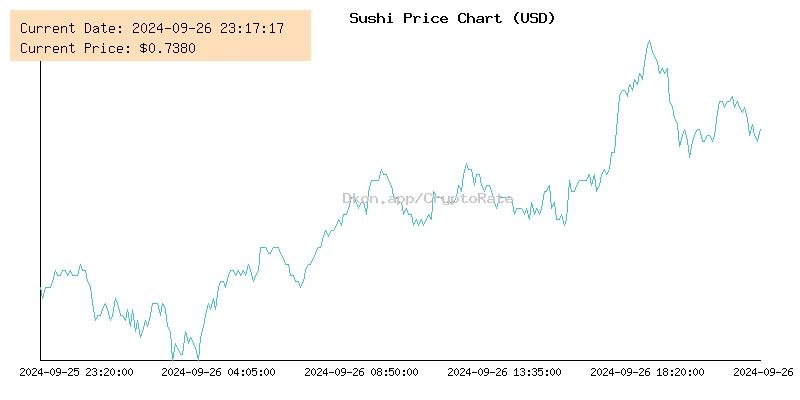 Sushi Price Chart (USD)
Current Date: 2024-09-26 23:17:17
Current Price: $0.7380
Dkon.app/CryptoRate
2024-09-25 23:20:00 2024-09-26 04:05:00 2024-09-26 08:50:00 2024-09-26 13:35:00 2024-09-26 18:20:00 2024-09-26